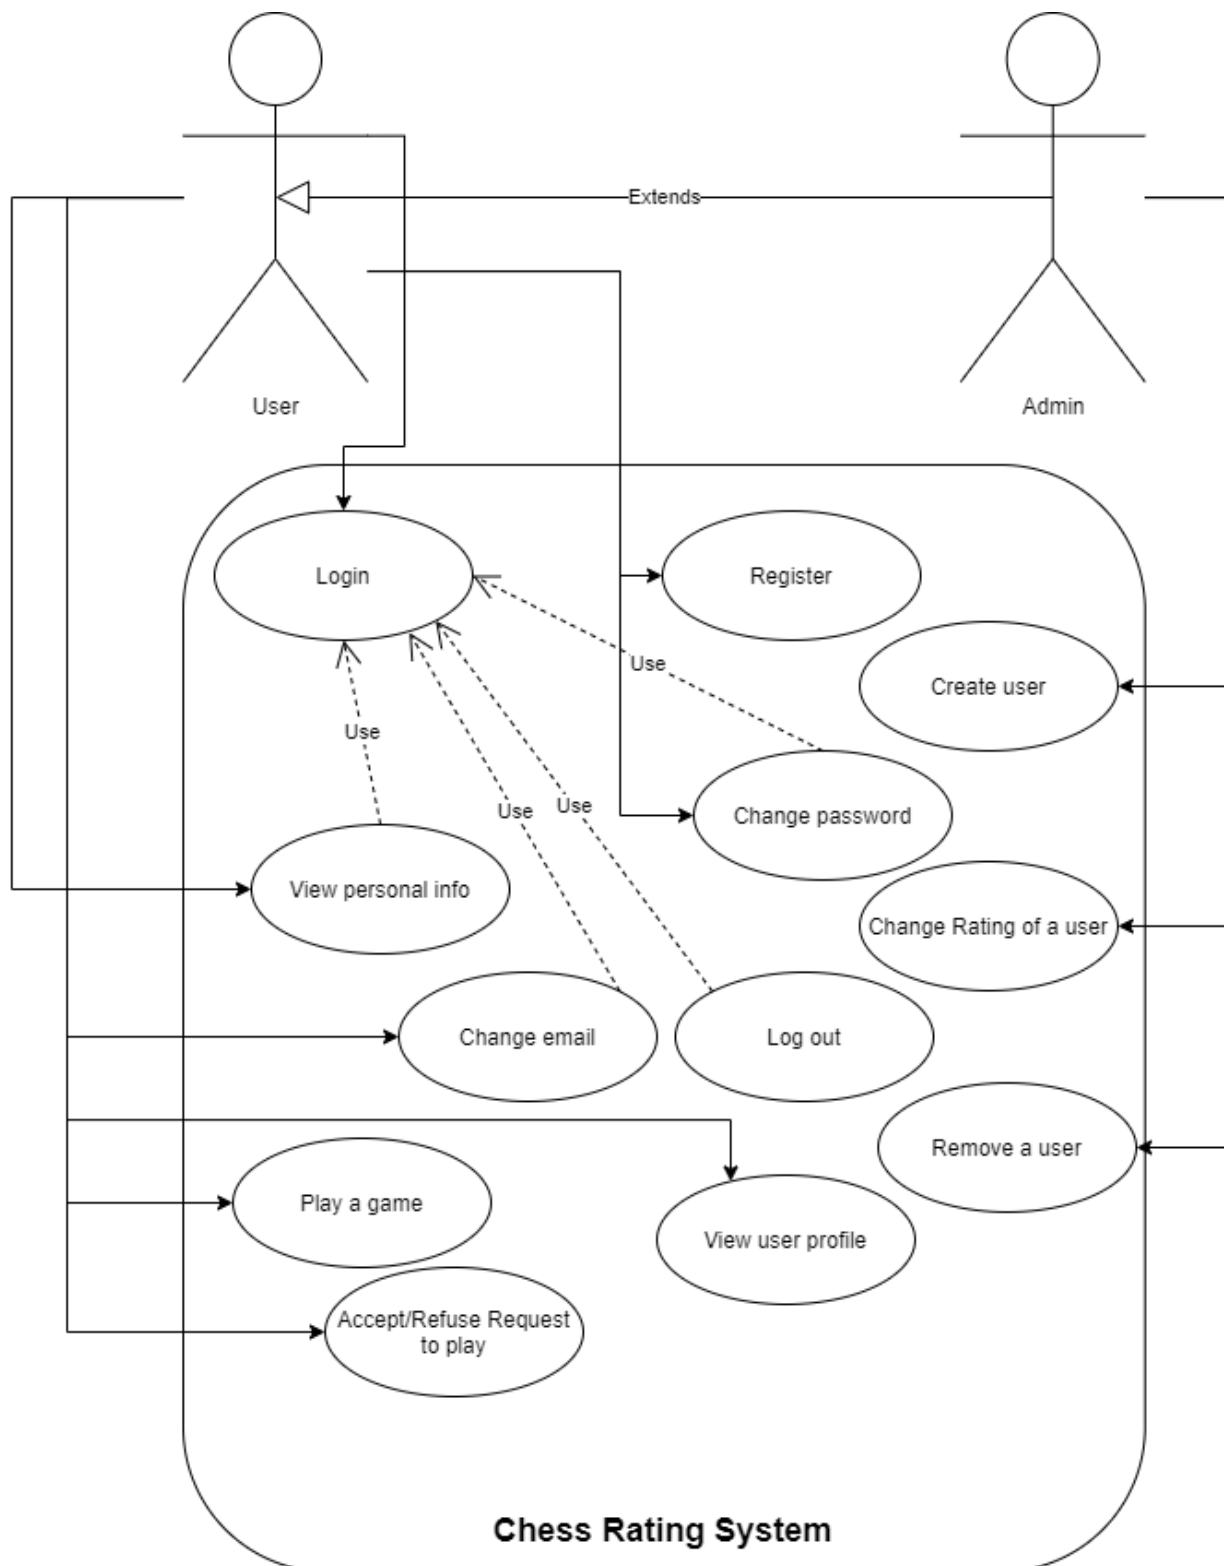 Extends
User
Admin
Login
Register
Use
Create user
Use
Use
Use
Change password
View personal info
Change Rating of a user
Change email
Log out
Remove a user
Play a game
View user profile
Accept/Refuse Request
to play
Chess Rating System